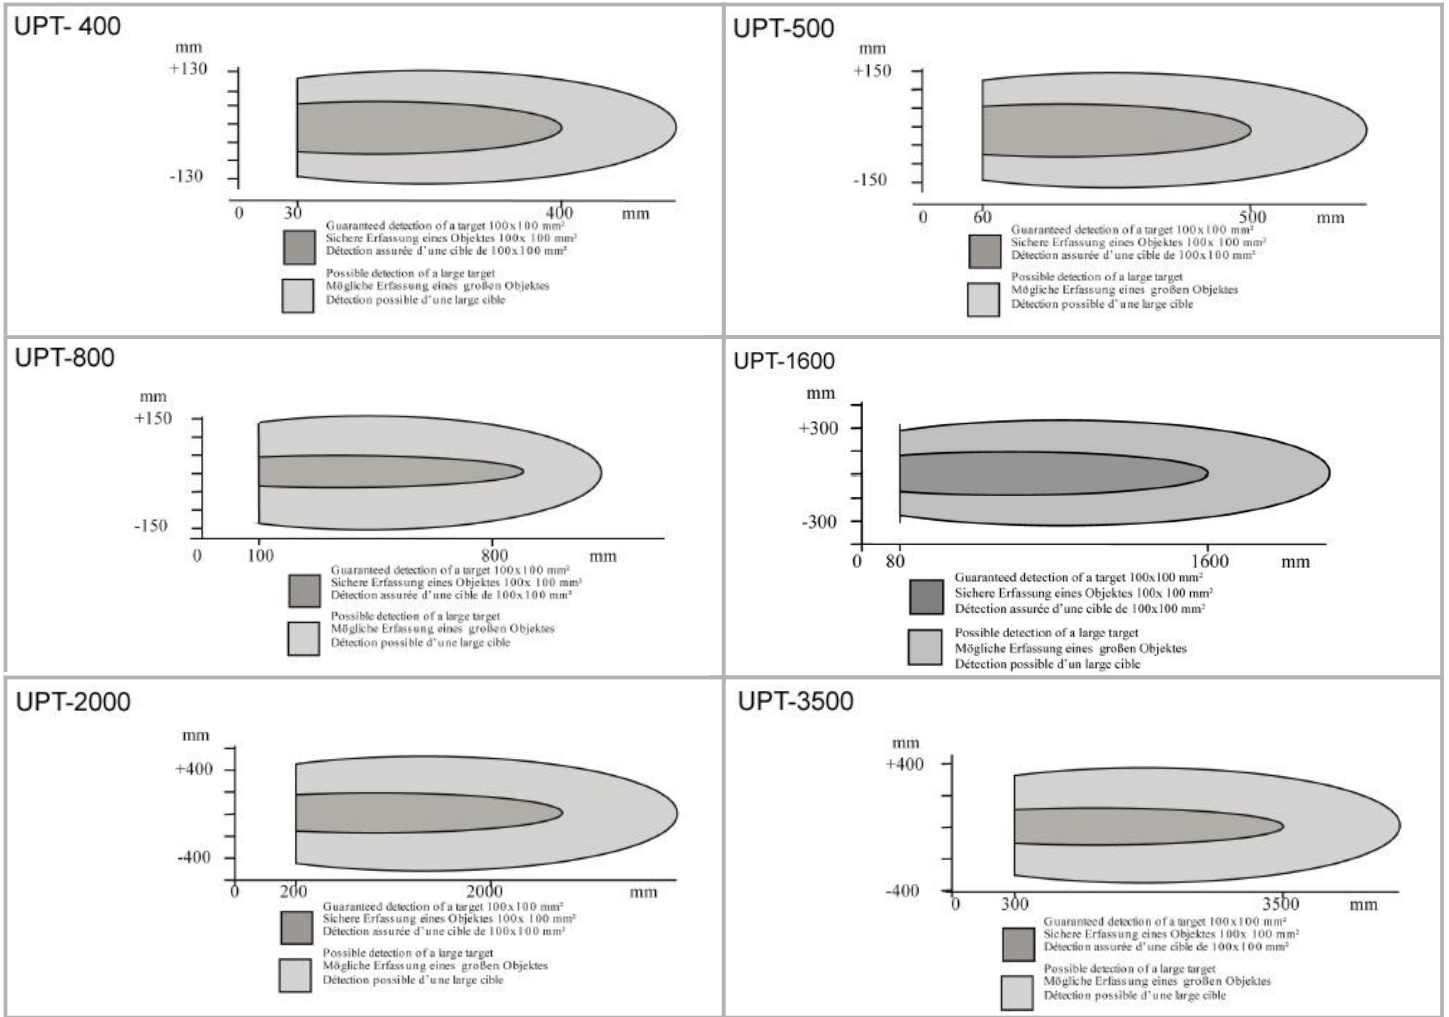 UPT- 400
mm
+130
-130
0 30 400 mm
Guaranteed detection of a target 100x100 mm²
Sichere Erfassung eines Objektes 100x 100 mm²
Détection assurée d'une cible de 100x100 mm²
Possible detection of a large target
Mögliche Erfassung eines großen Objektes
Détection possible d'une large cible
UPT-500
mm
+150
-150
0 60 500 mm
Guaranteed detection of a target 100x100 mm²
Sichere Erfassung eines Objektes 100x 100 mm²
Détection assurée d'une cible de 100x100 mm²
Possible detection of a large target
Mögliche Erfassung eines großen Objektes
Détection possible d'une large cible
UPT-800
mm
+150
-150
0 100 800 mm
Guaranteed detection of a target 100x100 mm²
Sichere Erfassung eines Objektes 100x 100 mm²
Détection assurée d'une cible de 100x100 mm²
Possible detection of a large target
Mögliche Erfassung eines großen Objektes
Détection possible d'une large cible
UPT-1600
mm
+300
-300
0 80 1600 mm
Guaranteed detection of a target 100x100 mm²
Sichere Erfassung eines Objektes 100x 100 mm²
Détection assurée d'une cible de 100x100 mm²
Possible detection of a large target
Mögliche Erfassung eines großen Objektes
Détection possible d'un large cible
UPT-2000
mm
+400
-400
0 200 2000 mm
Guaranteed detection of a target 100x100 mm²
Sichere Erfassung eines Objektes 100x 100 mm²
Détection assurée d'une cible de 100x100 mm²
Possible detection of a large target
Mögliche Erfassung eines großen Objektes
Détection possible d'une large cible
UPT-3500
mm
+400
-400
0 300 3500 mm
Guaranteed detection of a target 100x100 mm²
Sichere Erfassung eines Objektes 100x 100 mm²
Détection assurée d'une cible de 100x100 mm²
Possible detection of a large target
Mögliche Erfassung eines großen Objektes
Détection possible d'une large cible